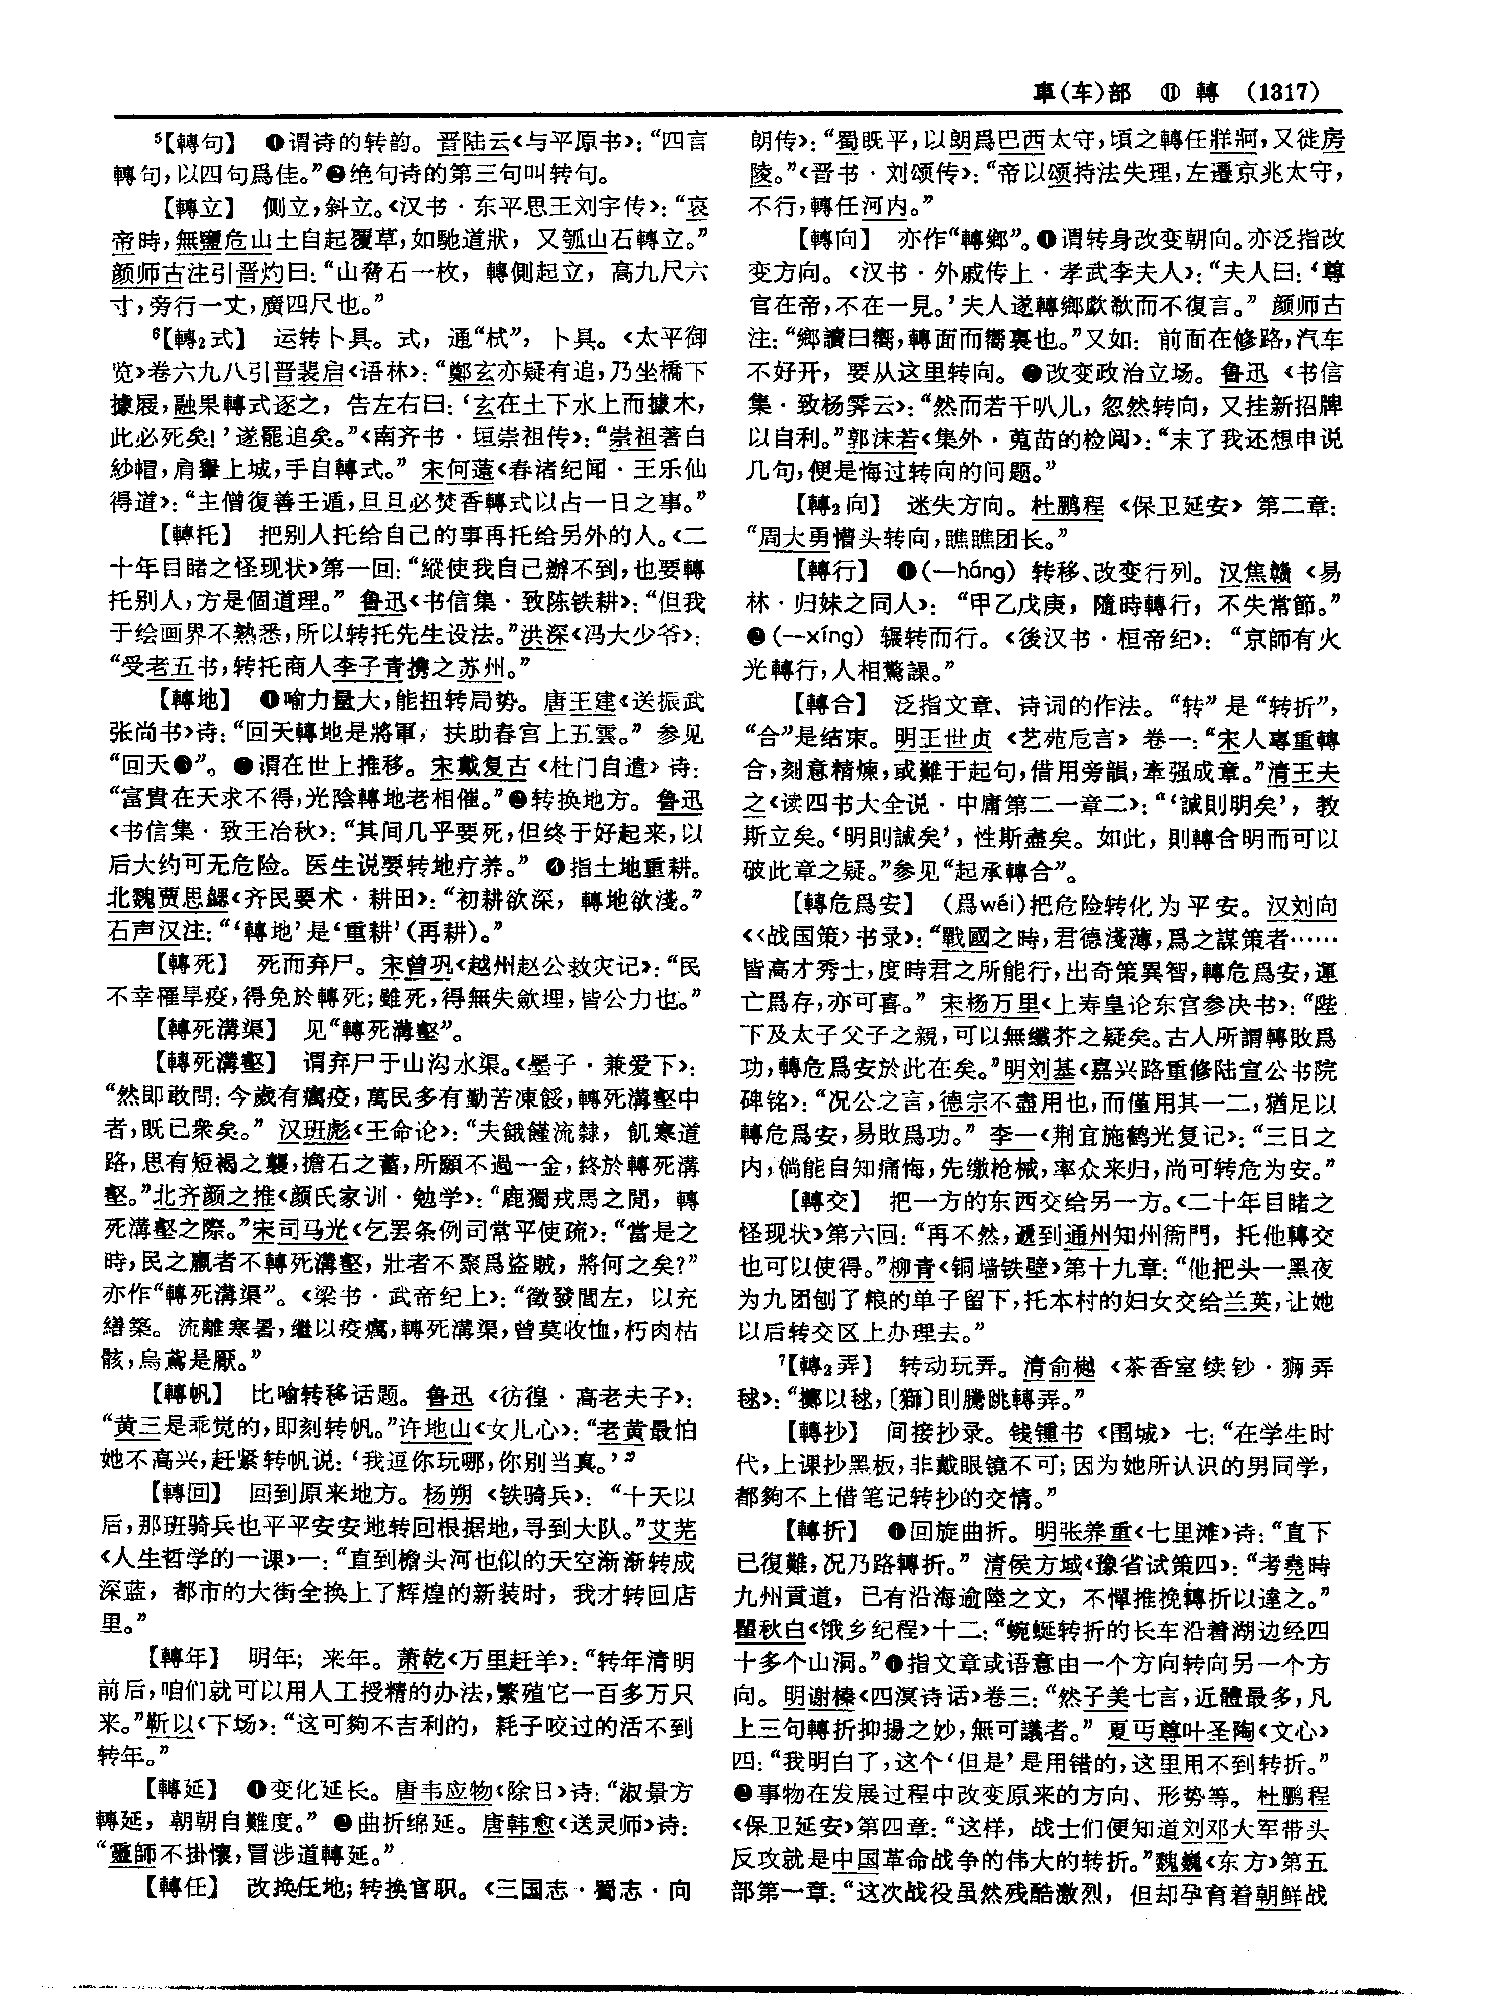 車(车)部 ⑪ 轉 (1317)
⁵【轉句】 ❶谓诗的转韵。晋陆云《与平原书》：“四言
轉句，以四句爲佳。”❷绝句诗的第三句叫转句。
【轉立】 侧立，斜立。《汉书·东平思王刘宇传》：“哀
帝時，無鹽危山土自起覆草，如馳道狀，又瓠山石轉立。”
颜师古注引晋灼曰：“山脅石一枚，轉側起立，高九尺六
寸，旁行一丈，廣四尺也。”
⁶【轉₂式】 运转卜具。式，通“栻”，卜具。《太平御
览》卷六九八引晋裴启《语林》：“鄭玄亦疑有追，乃坐橋下
據屐，融果轉式逐之，告左右曰：‘玄在土下水上而據木，
此必死矣！’遂罷追矣。”《南齐书·垣崇祖传》：“崇祖著白
紗帽，肩轝上城，手自轉式。” 宋何薳《春渚纪闻·王乐仙
得道》：“主僧復善壬遁，旦旦必焚香轉式以占一日之事。”
【轉托】 把别人托给自己的事再托给另外的人。《二
十年目睹之怪现状》第一回：“縱使我自己辦不到，也要轉
托别人，方是個道理。” 鲁迅《书信集·致陈铁耕》：“但我
于绘画界不熟悉，所以转托先生设法。”洪深《冯大少爷》：
“受老五书，转托商人李子青携之苏州。”
【轉地】 ❶喻力量大，能扭转局势。唐王建《送振武
张尚书》诗：“回天轉地是將軍，扶助春宫上五雲。” 参见
“回天❶”。❷谓在世上推移。宋戴复古《杜门自遣》诗：
“富貴在天求不得，光陰轉地老相催。”❸转换地方。鲁迅
《书信集·致王冶秋》：“其间几乎要死，但终于好起来，以
后大约可无危险。医生说要转地疗养。” ❹指土地重耕。
北魏贾思勰《齐民要术·耕田》：“初耕欲深，轉地欲淺。”
石声汉注：“‘轉地’是‘重耕’(再耕)。”
【轉死】 死而弃尸。宋曾巩《越州赵公救灾记》：“民
不幸罹旱疫，得免於轉死；雖死，得無失斂埋，皆公力也。”
【轉死溝渠】 见“轉死溝壑”。
【轉死溝壑】 谓弃尸于山沟水渠。《墨子·兼爱下》：
“然即敢問：今歲有癘疫，萬民多有勤苦凍餒，轉死溝壑中
者，既已衆矣。” 汉班彪《王命论》：“夫餓饉流隸，飢寒道
路，思有短褐之襲，擔石之蓄，所願不過一金，終於轉死溝
壑。”北齐颜之推《颜氏家训·勉学》：“鹿獨戎馬之間，轉
死溝壑之際。”宋司马光《乞罢条例司常平使疏》：“當是之
時，民之羸者不轉死溝壑，壯者不聚爲盜賊，將何之矣？”
亦作“轉死溝渠”。《梁书·武帝纪上》：“徵發閭左，以充
繕築。流離寒暑，繼以疫癘，轉死溝渠，曾莫收恤，朽肉枯
骸，烏鳶是厭。”
【轉帆】 比喻转移话题。鲁迅《彷徨·高老夫子》：
“黄三是乖觉的，即刻转帆。”许地山《女儿心》：“老黄最怕
她不高兴，赶紧转帆说：‘我逗你玩哪，你别当真。’”
【轉回】 回到原来地方。杨朔《铁骑兵》：“十天以
后，那班骑兵也平平安安地转回根据地，寻到大队。”艾芜
《人生哲学的一课》一：“直到檐头河也似的天空渐渐转成
深蓝，都市的大街全换上了辉煌的新装时，我才转回店
里。”
【轉年】 明年；来年。萧乾《万里赶羊》：“转年清明
前后，咱们就可以用人工授精的办法，繁殖它一百多万只
来。”靳以《下场》：“这可夠不吉利的，耗子咬过的活不到
转年。”
【轉延】 ❶变化延长。唐韦应物《除日》诗：“淑景方
轉延，朝朝自難度。” ❷曲折绵延。唐韩愈《送灵师》诗：
“靈師不掛懷，冒涉道轉延。”
【轉任】 改换任地；转换官职。《三国志·蜀志·向
朗传》：“蜀既平，以朗爲巴西太守，頃之轉任牂牁，又徙房
陵。”《晋书·刘颂传》：“帝以颂持法失理，左遷京兆太守，
不行，轉任河内。”
【轉向】 亦作“轉鄉”。❶谓转身改变朝向。亦泛指改
变方向。《汉书·外戚传上·孝武李夫人》：“夫人曰：‘尊
官在帝，不在一見。’夫人遂轉鄉歔欷而不復言。” 颜师古
注：“鄉讀曰嚮，轉面而嚮裏也。”又如：前面在修路，汽车
不好开，要从这里转向。❷改变政治立场。鲁迅《书信
集·致杨霁云》：“然而若干叭儿，忽然转向，又挂新招牌
以自利。”郭沫若《集外·蒐苗的检阅》：“末了我还想申说
几句，便是悔过转向的问题。”
【轉₂向】 迷失方向。杜鹏程《保卫延安》第二章：
“周大勇懵头转向，瞧瞧团长。”
【轉行】 ❶(—háng) 转移、改变行列。汉焦赣《易
林·归妹之同人》：“甲乙戊庚，隨時轉行，不失常節。”
❷(—xíng) 辗转而行。《後汉书·桓帝纪》：“京師有火
光轉行，人相驚譟。”
【轉合】 泛指文章、诗词的作法。“转”是“转折”，
“合”是结束。明王世贞《艺苑卮言》卷一：“宋人專重轉
合，刻意精煉，或難于起句，借用旁韻，牽强成章。”清王夫
之《读四书大全说·中庸第二一章二》：“‘誠則明矣’，教
斯立矣。‘明則誠矣’，性斯盡矣。如此，則轉合明而可以
破此章之疑。”参见“起承轉合”。
【轉危爲安】 (爲wéi)把危险转化为平安。汉刘向
《〈战国策〉书录》：“戰國之時，君德淺薄，爲之謀策者……
皆高才秀士，度時君之所能行，出奇策異智，轉危爲安，運
亡爲存，亦可喜。” 宋杨万里《上寿皇论东宫参决书》：“陛
下及太子父子之親，可以無纖芥之疑矣。古人所謂轉敗爲
功，轉危爲安於此在矣。”明刘基《嘉兴路重修陆宣公书院
碑铭》：“况公之言，德宗不盡用也，而僅用其一二，猶足以
轉危爲安，易敗爲功。” 李一《荆宜施鹤光复记》：“三日之
内，倘能自知痛悔，先缴枪械，率众来归，尚可转危为安。”
【轉交】 把一方的东西交给另一方。《二十年目睹之
怪现状》第六回：“再不然，遞到通州知州衙門，托他轉交
也可以使得。”柳青《铜墙铁壁》第十九章：“他把头一黑夜
为九团刨了粮的单子留下，托本村的妇女交给兰英，让她
以后转交区上办理去。”
⁷【轉₂弄】 转动玩弄。清俞樾《茶香室续钞·狮弄
毬》：“擲以毬，〔獅〕則騰跳轉弄。”
【轉抄】 间接抄录。钱锺书《围城》七：“在学生时
代，上课抄黑板，非戴眼镜不可；因为她所认识的男同学，
都夠不上借笔记转抄的交情。”
【轉折】 ❶回旋曲折。明张养重《七里滩》诗：“直下
已復難，况乃路轉折。” 清侯方域《豫省试策四》：“考堯時
九州貢道，已有沿海逾陸之文，不憚推挽轉折以達之。”
瞿秋白《饿乡纪程》十二：“蜿蜒转折的长车沿着湖边经四
十多个山洞。”❷指文章或语意由一个方向转向另一个方
向。明谢榛《四溟诗话》卷三：“然子美七言，近體最多，凡
上三句轉折抑揚之妙，無可議者。” 夏丏尊叶圣陶《文心》
四：“我明白了，这个‘但是’是用错的，这里用不到转折。”
❸事物在发展过程中改变原来的方向、形势等。杜鹏程
《保卫延安》第四章：“这样，战士们便知道刘邓大军带头
反攻就是中国革命战争的伟大的转折。”魏巍《东方》第五
部第一章：“这次战役虽然残酷激烈，但却孕育着朝鲜战